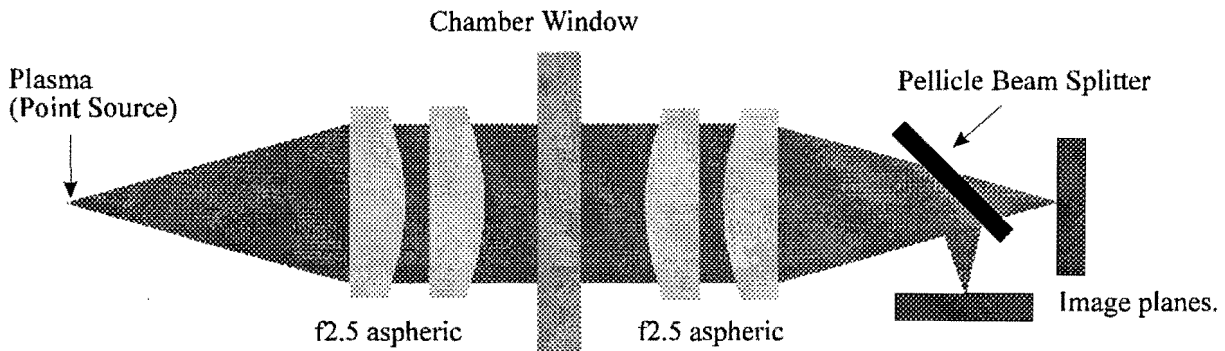 Chamber Window
Plasma
(Point Source)
Pellicle Beam Splitter
f2.5 aspheric
f2.5 aspheric
Image planes.